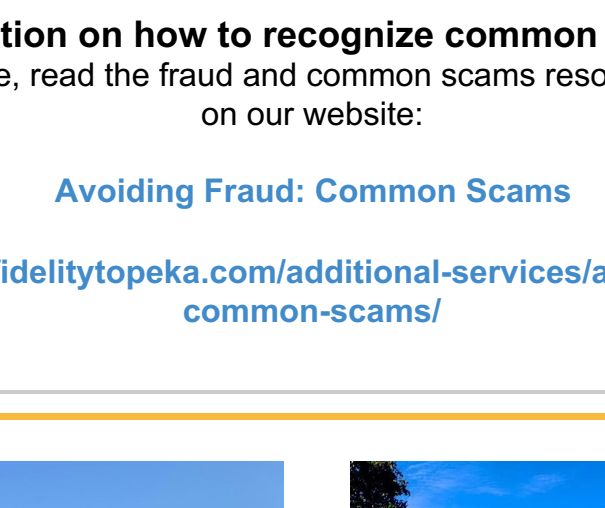 tion on how to recognize common
e, read the fraud and common scams reso
on our website:
Avoiding Fraud: Common Scams
fidelitytopeka.com/additional-services/a
common-scams/